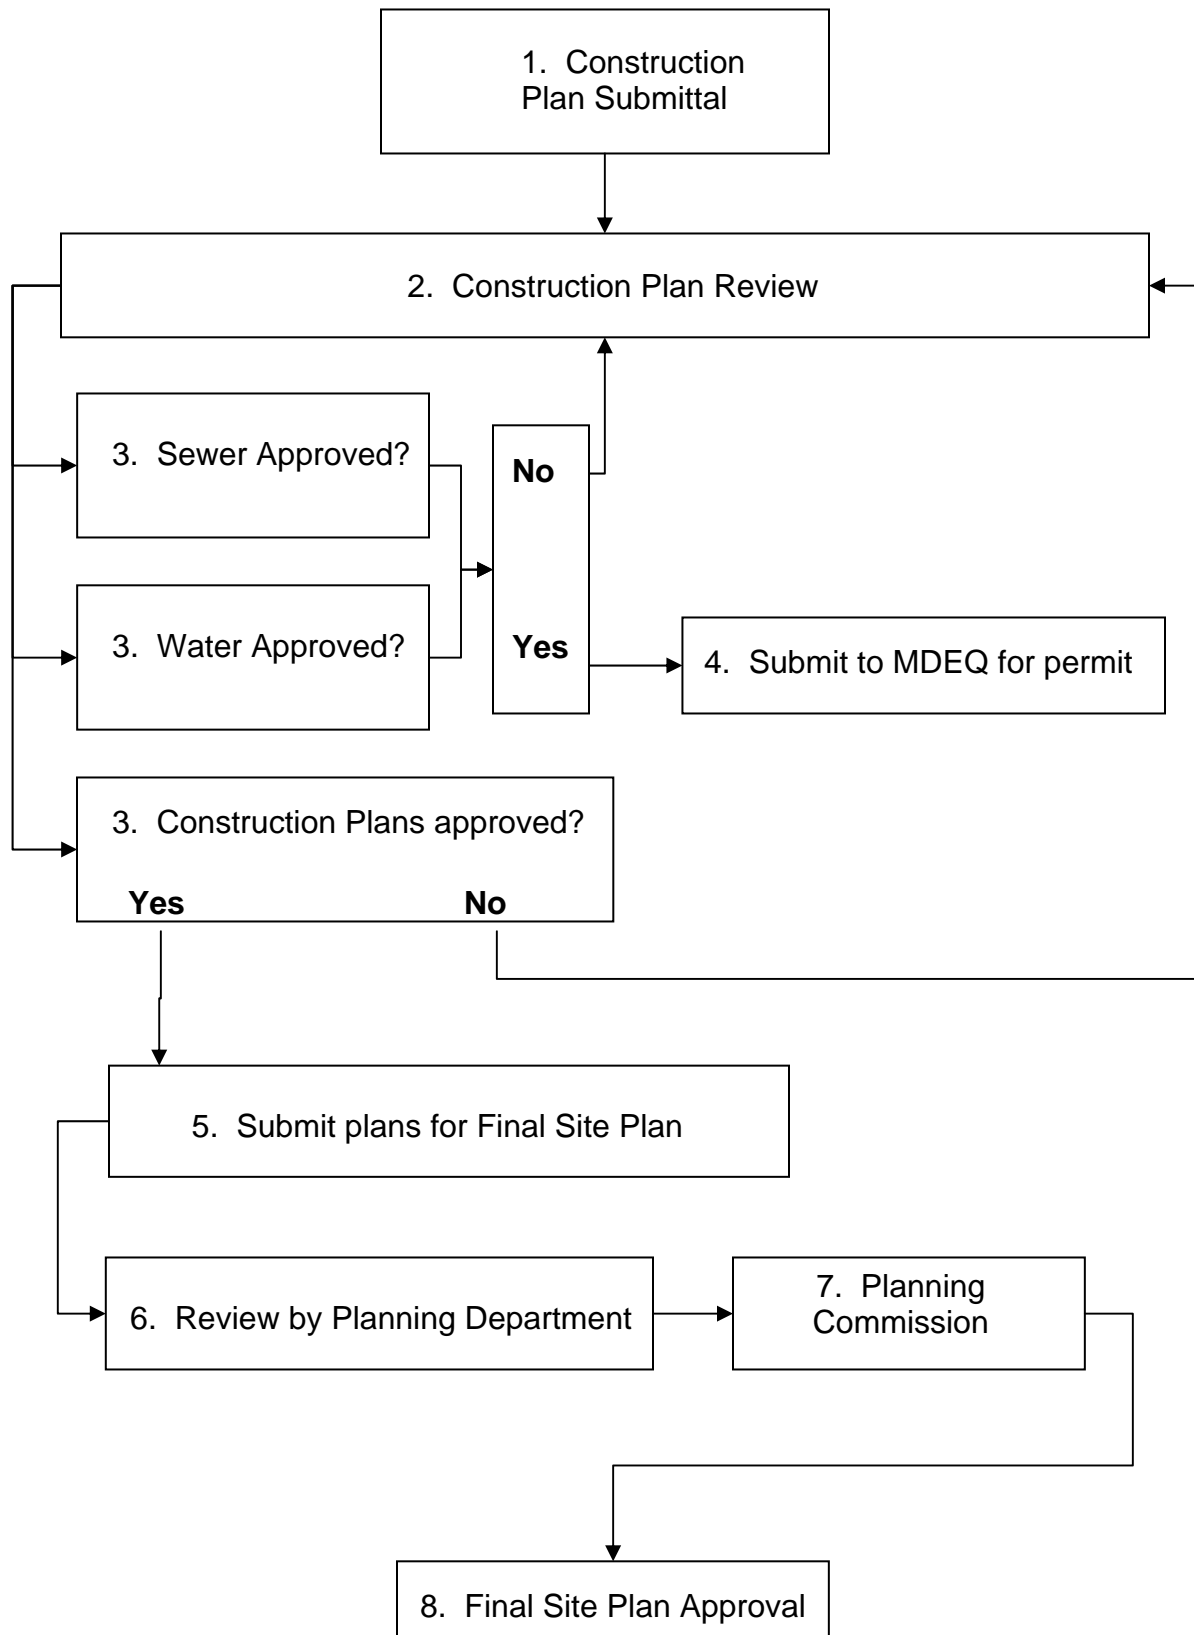 1. Construction
Plan Submittal
2. Construction Plan Review
3. Sewer Approved?
No
3. Water Approved?
Yes
4. Submit to MDEQ for permit
3. Construction Plans approved?
Yes No
5. Submit plans for Final Site Plan
6. Review by Planning Department
7. Planning
Commission
8. Final Site Plan Approval